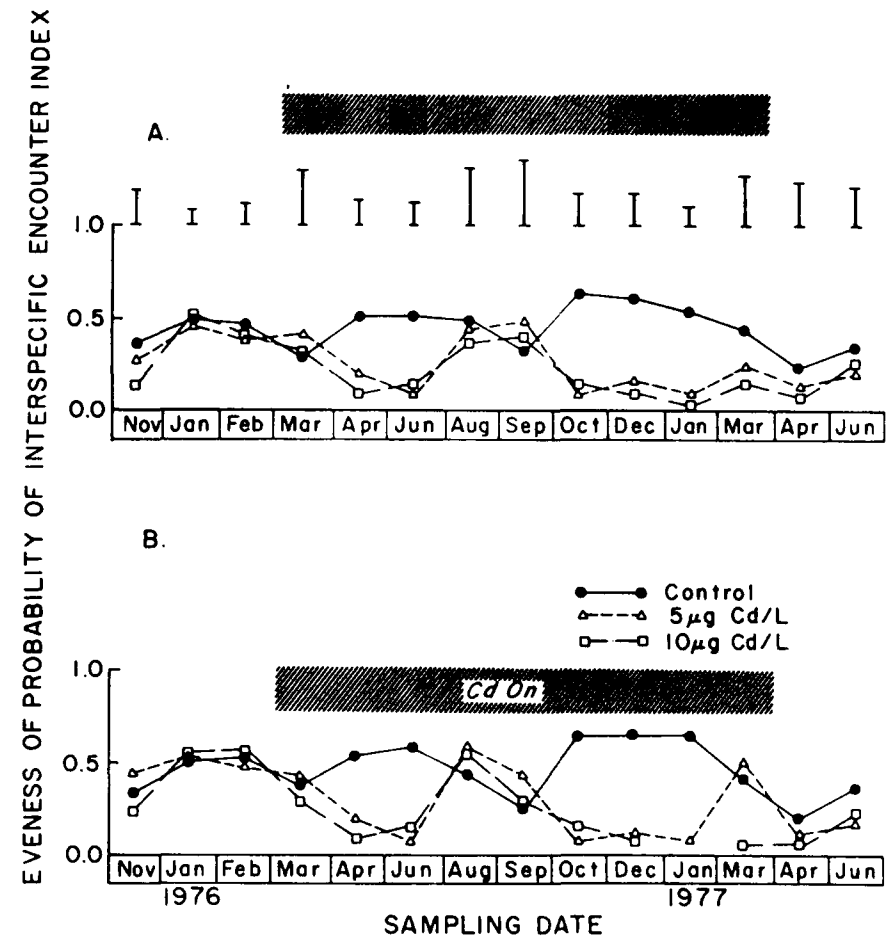 EVENESS OF PROBABILITY OF INTERSPECIFIC ENCOUNTER INDEX
A.
1.0
0.5
0.0
Nov Jan Feb Mar Apr Jun Aug Sep Oct Dec Jan Mar Apr Jun
B.
Control
5µg Cd/L
10µg Cd/L
1.0
Cd On
0.5
0.0
Nov Jan Feb Mar Apr Jun Aug Sep Oct Dec Jan Mar Apr Jun
1976 1977
SAMPLING DATE